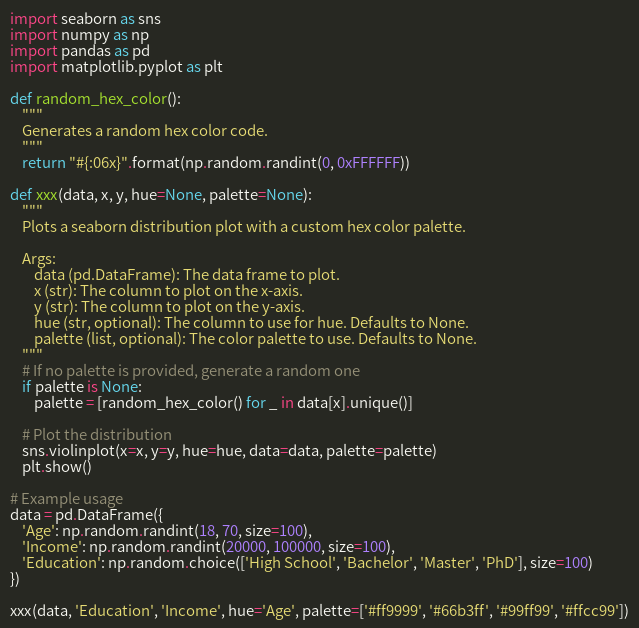 import seaborn as sns
import numpy as np
import pandas as pd
import matplotlib.pyplot as plt

def random_hex_color():
    """
    Generates a random hex color code.
    """
    return "#{:06x}".format(np.random.randint(0, 0xFFFFFF))

def xxx(data, x, y, hue=None, palette=None):
    """
    Plots a seaborn distribution plot with a custom hex color palette.

    Args:
        data (pd.DataFrame): The data frame to plot.
        x (str): The column to plot on the x-axis.
        y (str): The column to plot on the y-axis.
        hue (str, optional): The column to use for hue. Defaults to None.
        palette (list, optional): The color palette to use. Defaults to None.
    """
    # If no palette is provided, generate a random one
    if palette is None:
        palette = [random_hex_color() for _ in data[x].unique()]

    # Plot the distribution
    sns.violinplot(x=x, y=y, hue=hue, data=data, palette=palette)
    plt.show()

# Example usage
data = pd.DataFrame({
    'Age': np.random.randint(18, 70, size=100),
    'Income': np.random.randint(20000, 100000, size=100),
    'Education': np.random.choice(['High School', 'Bachelor', 'Master', 'PhD'], size=100)
})

xxx(data, 'Education', 'Income', hue='Age', palette=['#ff9999', '#66b3ff', '#99ff99', '#ffcc99'])